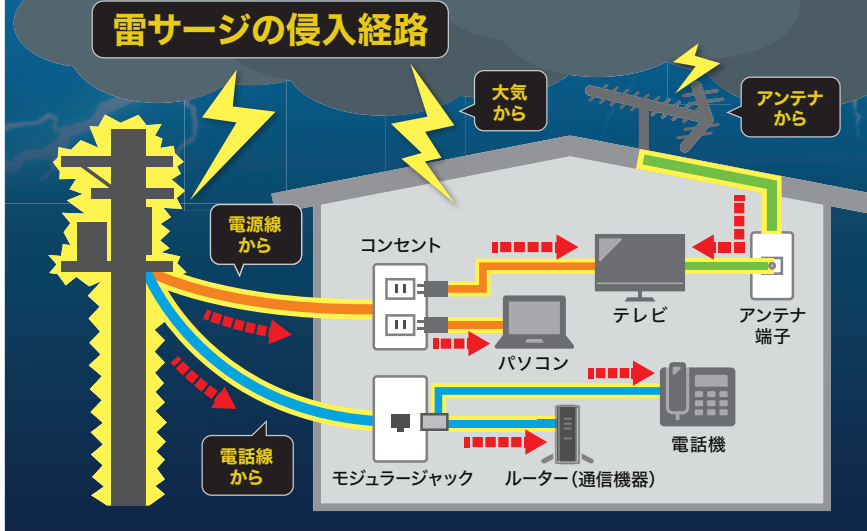 雷サージの侵入経路
大気
から
アンテナ
から
電源線
から
コンセント
テレビ
アンテナ
端子
パソコン
電話機
電話線
から
モジュラージャック
ルーター(通信機器)